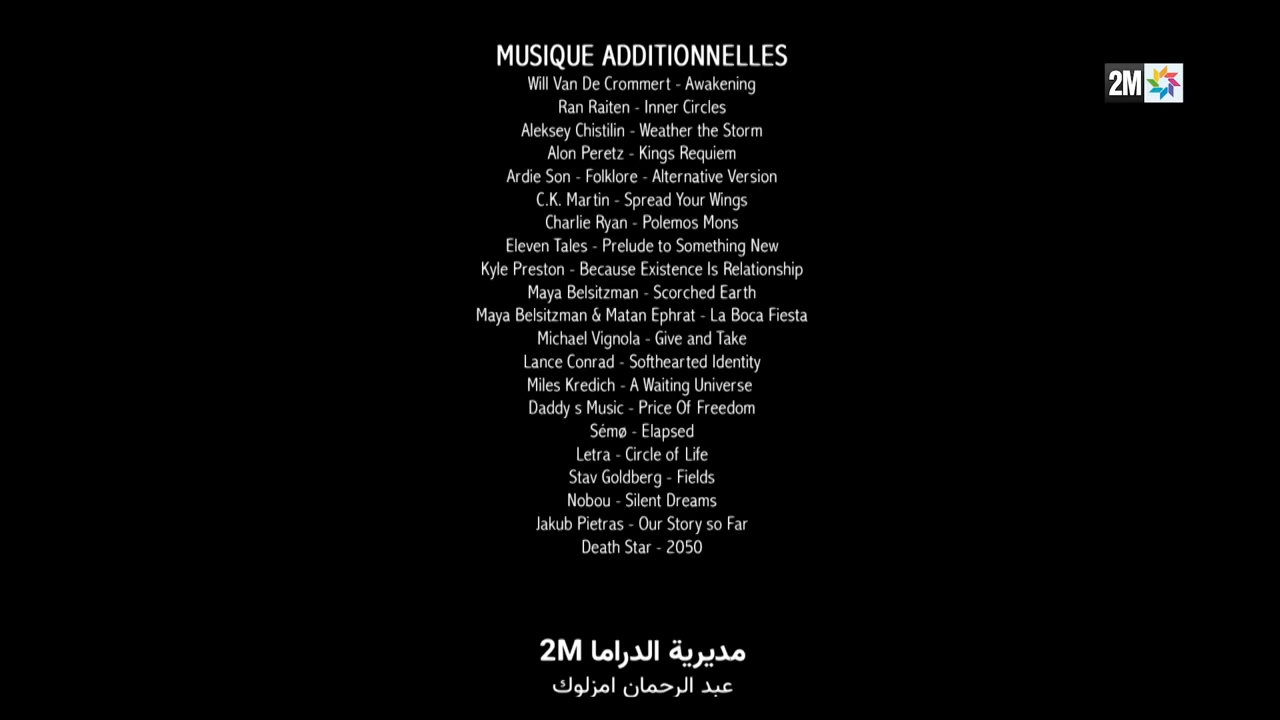 MUSIQUE ADDITIONNELLES
2M
Will Van De Crommert - Awakening
Ran Raiten - Inner Circles
Aleksey Chistilin - Weather the Storm
Alon Peretz - Kings Requiem
Ardie Son - Folklore - Alternative Version
C.K. Martin - Spread Your Wings
Charlie Ryan - Polemos Mons
Eleven Tales - Prelude to Something New
Kyle Preston - Because Existence Is Relationship
Maya Belsitzman - Scorched Earth
Maya Belsitzman & Matan Ephrat - La Boca Fiesta
Michael Vignola - Give and Take
Lance Conrad - Softhearted Identity
Miles Kredich - A Waiting Universe
Daddy s Music - Price Of Freedom
Sémø - Elapsed
Letra - Circle of Life
Stav Goldberg - Fields
Nobou - Silent Dreams
Jakub Pietras - Our Story so Far
Death Star - 2050
مديرية الدراما 2M
عبد الرحمان امزلوك